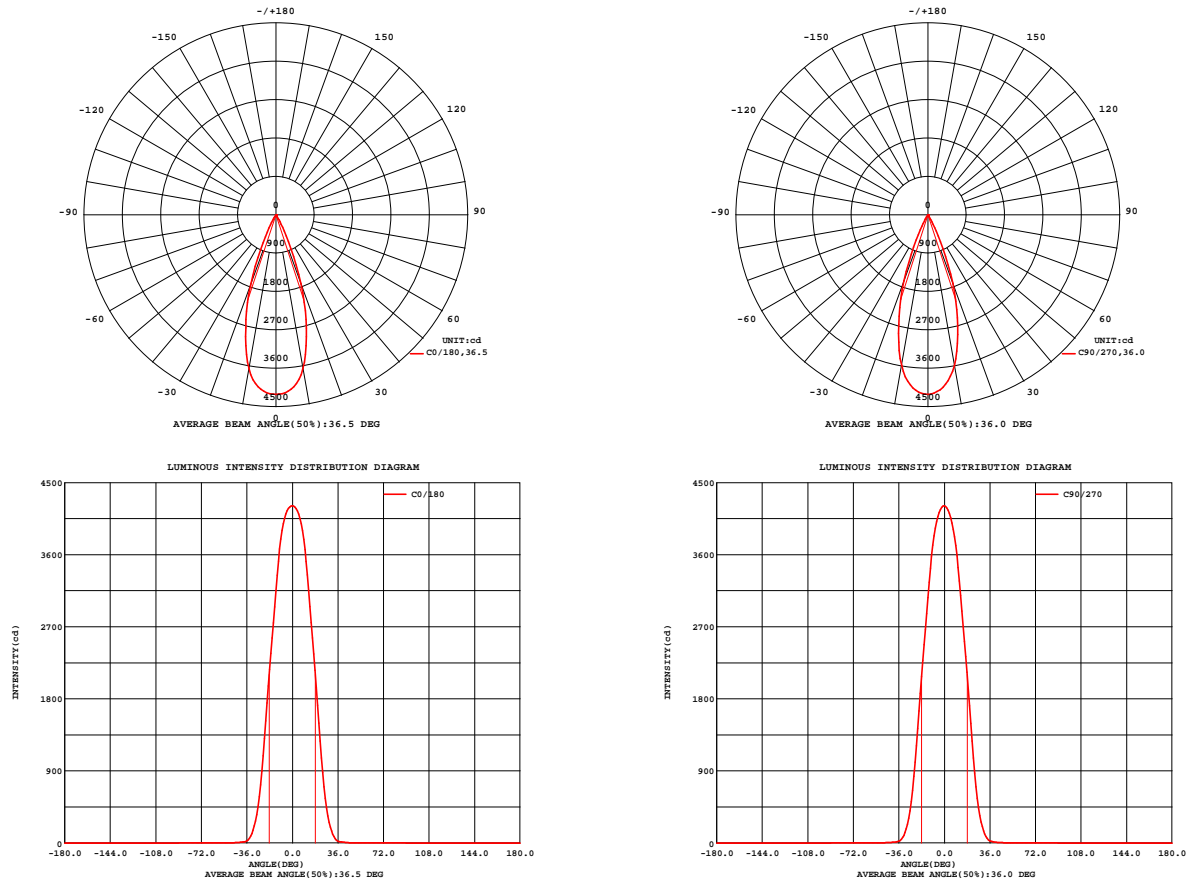 -/+180
-150
150
-120
120
-90
90
-60
60
-30
30
0
0
900
1800
2700
3600
4500
UNIT:cd
C0/180,36.5
AVERAGE BEAM ANGLE(50%):36.5 DEG
-/+180
-150
150
-120
120
-90
90
-60
60
-30
30
0
0
900
1800
2700
3600
4500
UNIT:cd
C90/270,36.0
AVERAGE BEAM ANGLE(50%):36.0 DEG
LUMINOUS INTENSITY DISTRIBUTION DIAGRAM
C0/180
4500
3600
2700
1800
900
0
INTENSITY(cd)
-180.0 -144.0 -108.0 -72.0 -36.0 0.0 36.0 72.0 108.0 144.0 180.0
ANGLE(DEG)
AVERAGE BEAM ANGLE(50%):36.5 DEG
LUMINOUS INTENSITY DISTRIBUTION DIAGRAM
C90/270
4500
3600
2700
1800
900
0
INTENSITY(cd)
-180.0 -144.0 -108.0 -72.0 -36.0 0.0 36.0 72.0 108.0 144.0 180.0
ANGLE(DEG)
AVERAGE BEAM ANGLE(50%):36.0 DEG